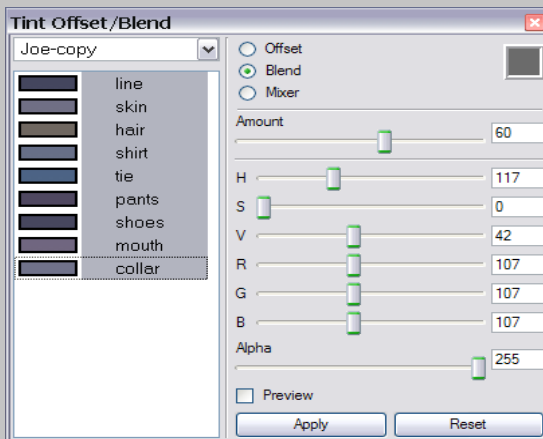 Tint Offset/Blend
Joe-copy
line
skin
hair
shirt
tie
pants
shoes
mouth
collar
Offset
Blend
Mixer
Amount
60
H 117
S 0
V 42
R 107
G 107
B 107
Alpha
255
Preview
Apply Reset